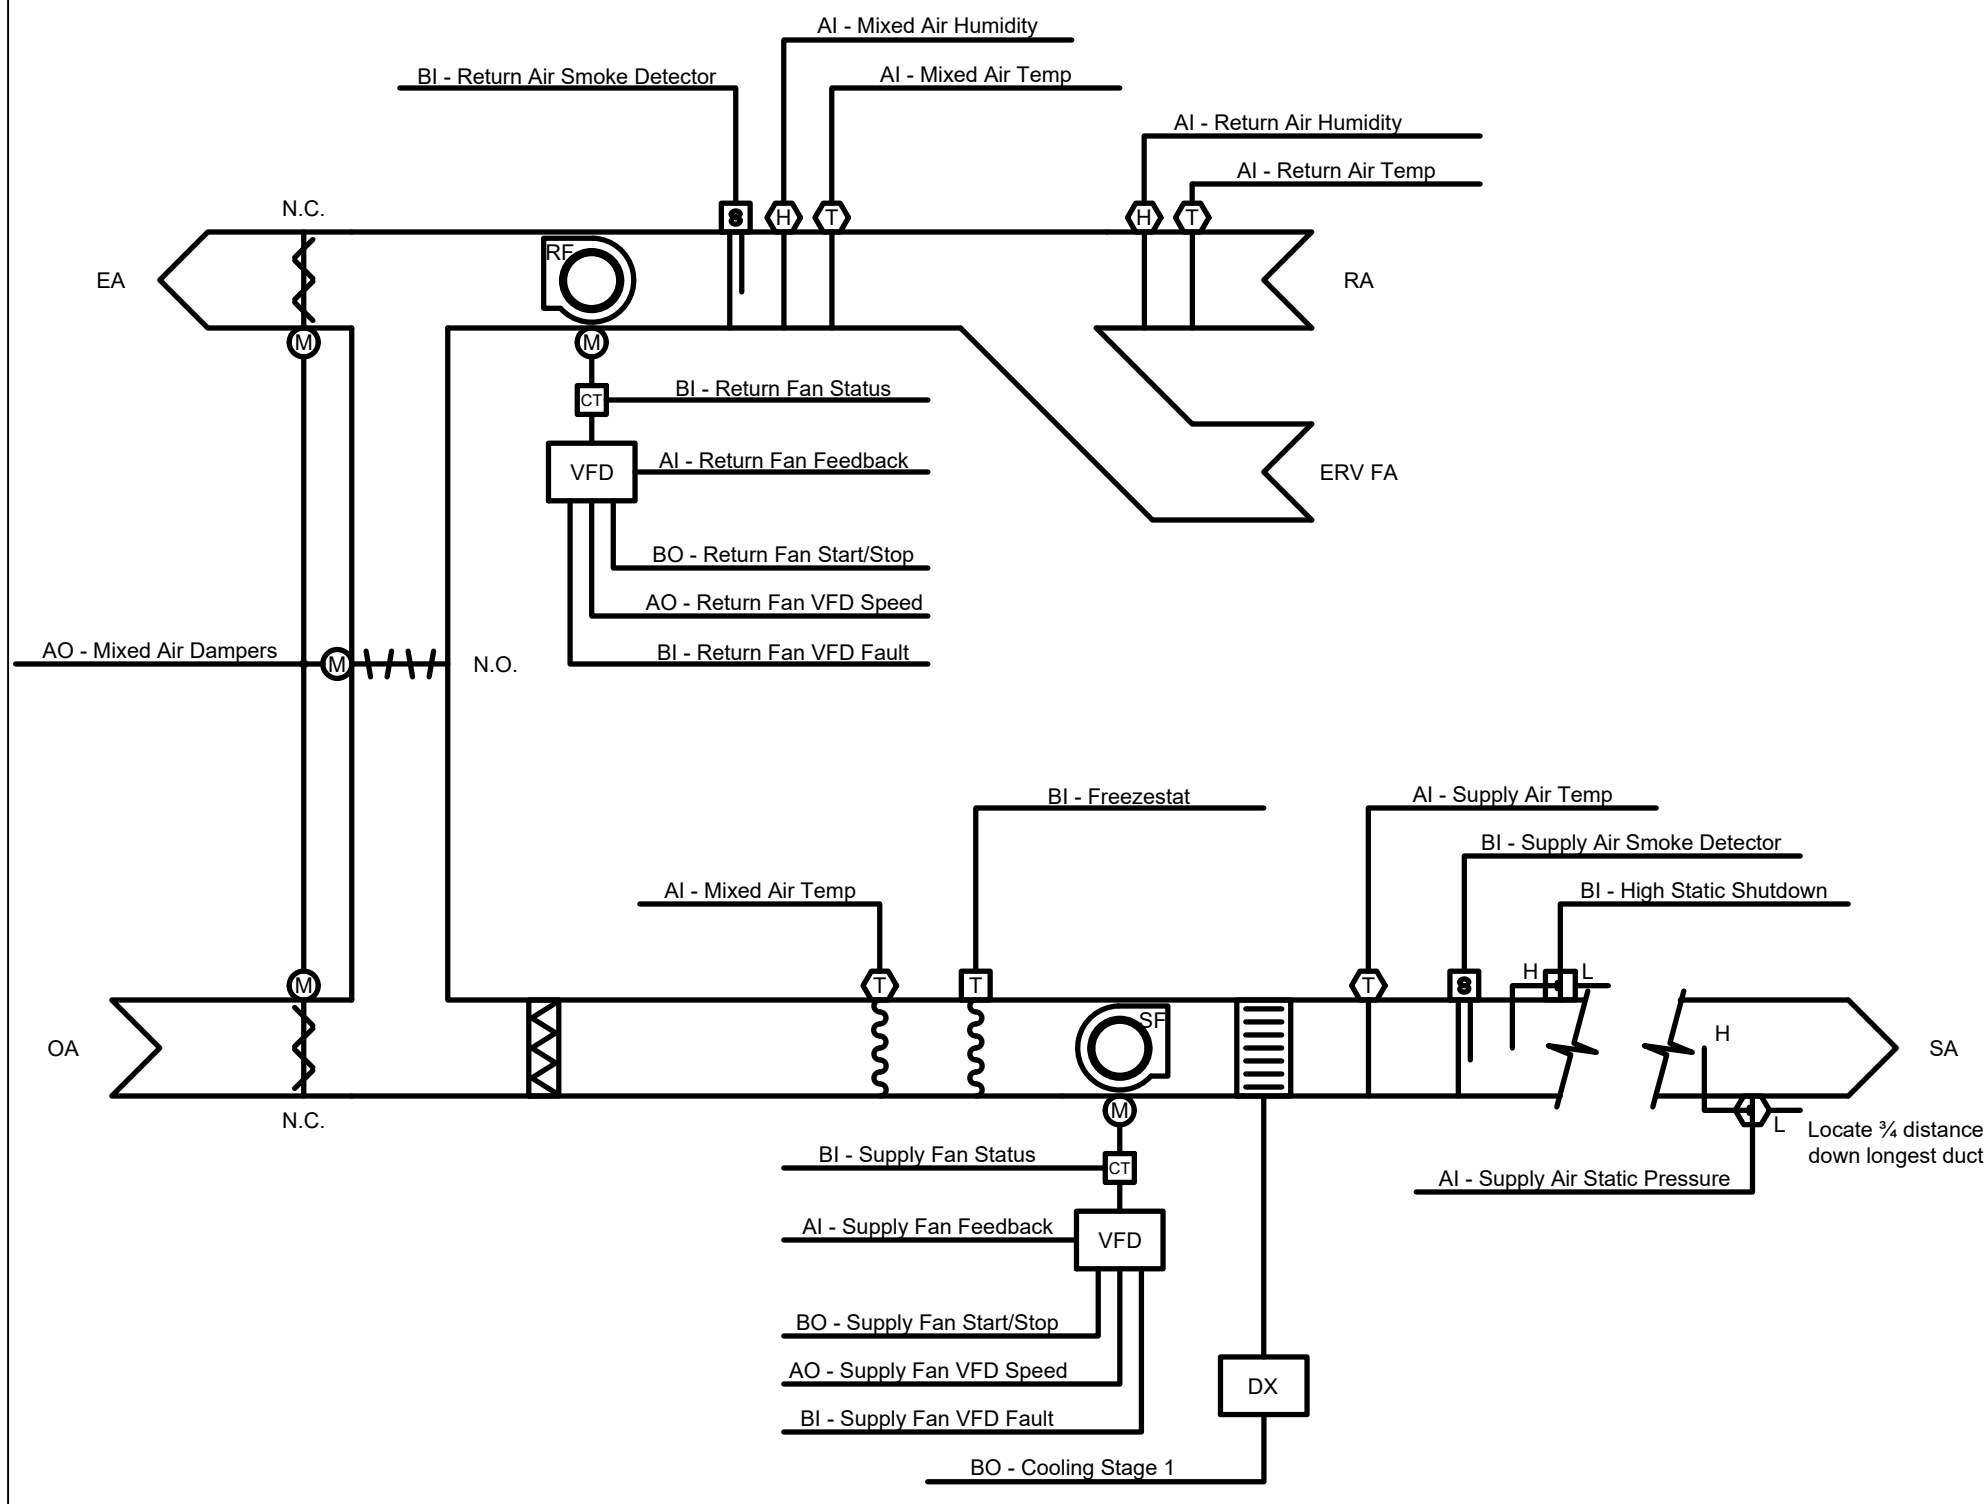 AI - Mixed Air Humidity
BI - Return Air Smoke Detector
AI - Mixed Air Temp
AI - Return Air Humidity
AI - Return Air Temp
N.C.
S
H
T
H
T
RF
EA
RA
M
M
BI - Return Fan Status
CT
AI - Return Fan Feedback
VFD
ERV FA
BO - Return Fan Start/Stop
AO - Return Fan VFD Speed
BI - Return Fan VFD Fault
AO - Mixed Air Dampers
M
N.O.
BI - Freezestat
AI - Supply Air Temp
BI - Supply Air Smoke Detector
AI - Mixed Air Temp
BI - High Static Shutdown
M
T
T
T
S
H
L
SF
H
OA
SA
N.C.
M
L
Locate ¾ distance
down longest duct
BI - Supply Fan Status
CT
AI - Supply Air Static Pressure
AI - Supply Fan Feedback
VFD
BO - Supply Fan Start/Stop
AO - Supply Fan VFD Speed
DX
BI - Supply Fan VFD Fault
BO - Cooling Stage 1